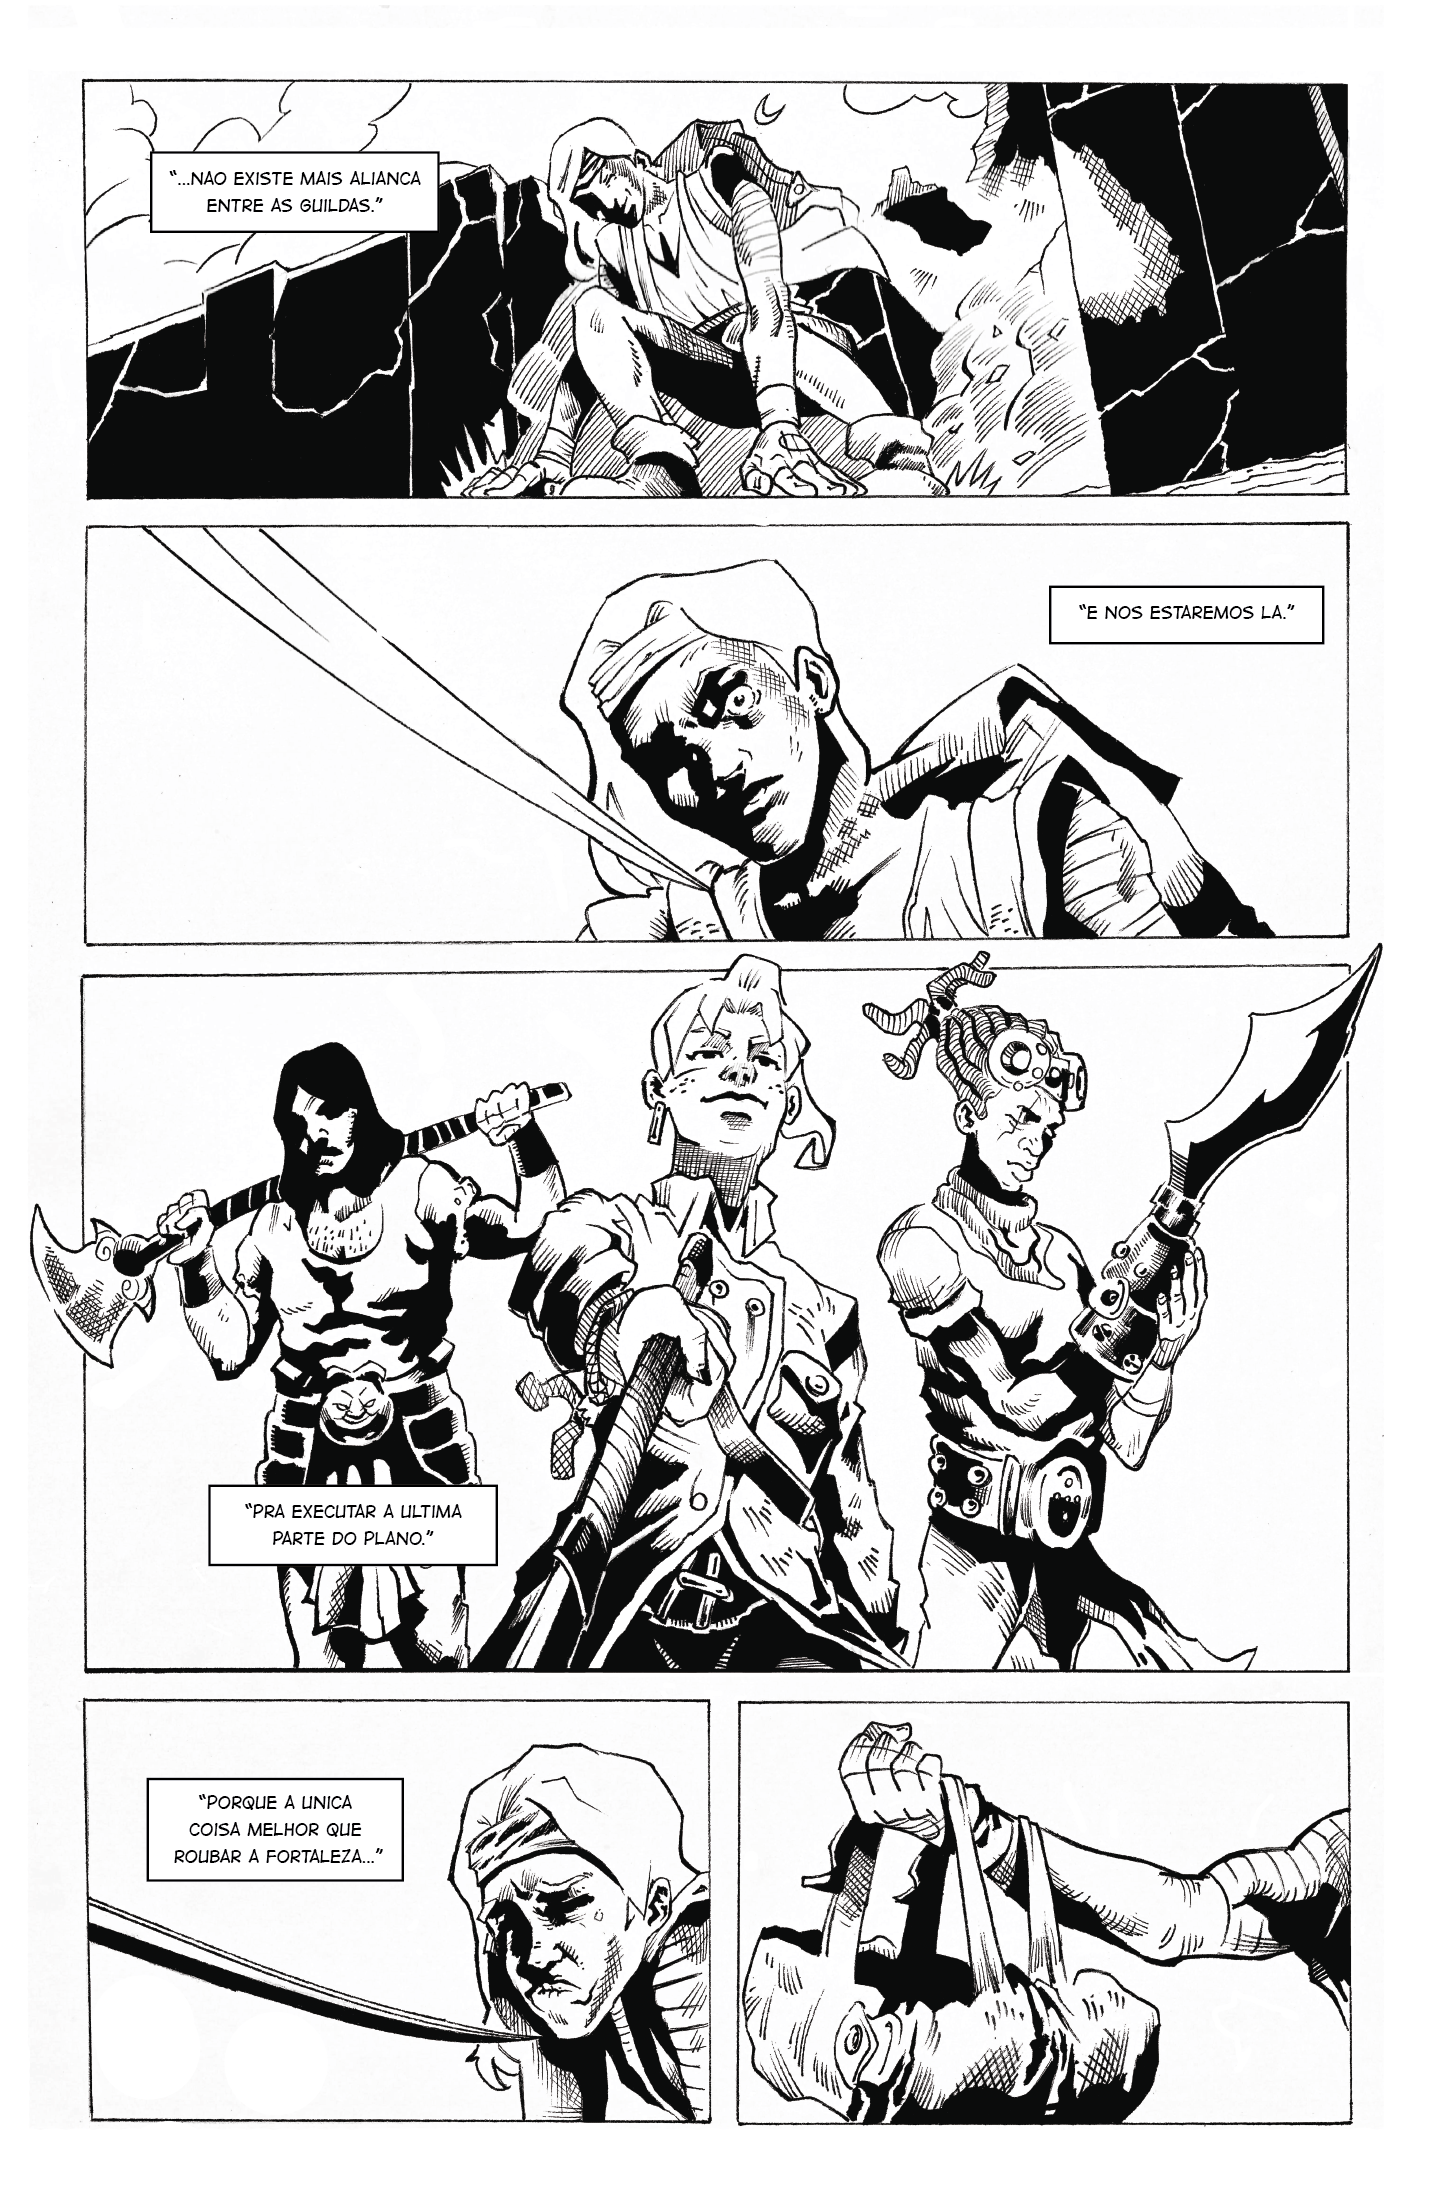 “...NAO EXISTE MAIS ALIANCA
ENTRE AS GUILDAS.”
“E NOS ESTAREMOS LA.”
“PRA EXECUTAR A ULTIMA
PARTE DO PLANO.”
“PORQUE A UNICA
COISA MELHOR QUE
ROUBAR A FORTALEZA...”